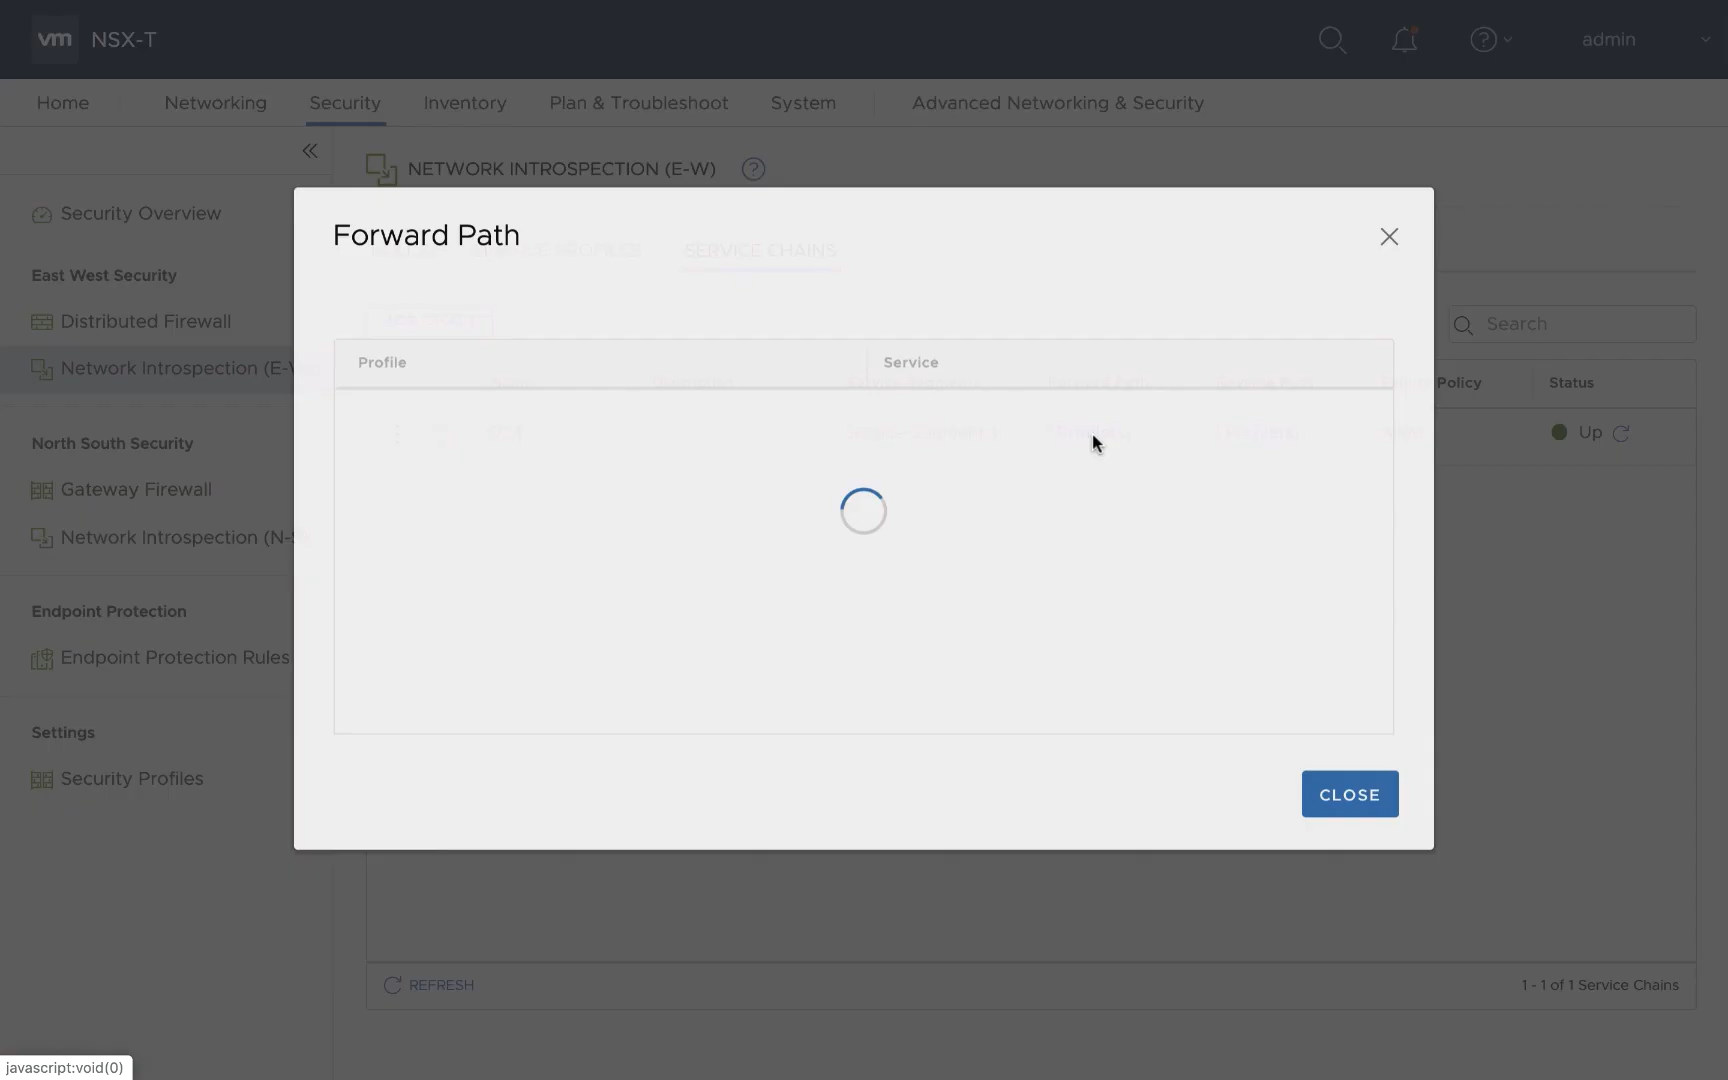 vm NSX-T
admin
Home Networking Security Inventory Plan & Troubleshoot System Advanced Networking & Security
NETWORK INTROSPECTION (E-W)
Security Overview
Forward Path
SERVICE CHAINS
East West Security
Distributed Firewall
Search
Profile Service
Network Introspection (E-W
Policy Status
Up
North South Security
Gateway Firewall
Network Introspection (N-S
Endpoint Protection
Endpoint Protection Rules
Settings
Security Profiles
CLOSE
REFRESH
1 - 1 of 1 Service Chains
javascript:void(0)